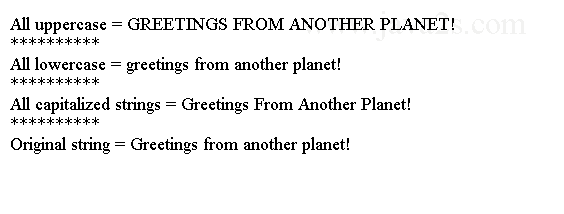 All uppercase = GREETINGS FROM ANOTHER PLANET!
**********
All lowercase = greetings from another planet!
**********
All capitalized strings = Greetings From Another Planet!
**********
Original string = Greetings from another planet!